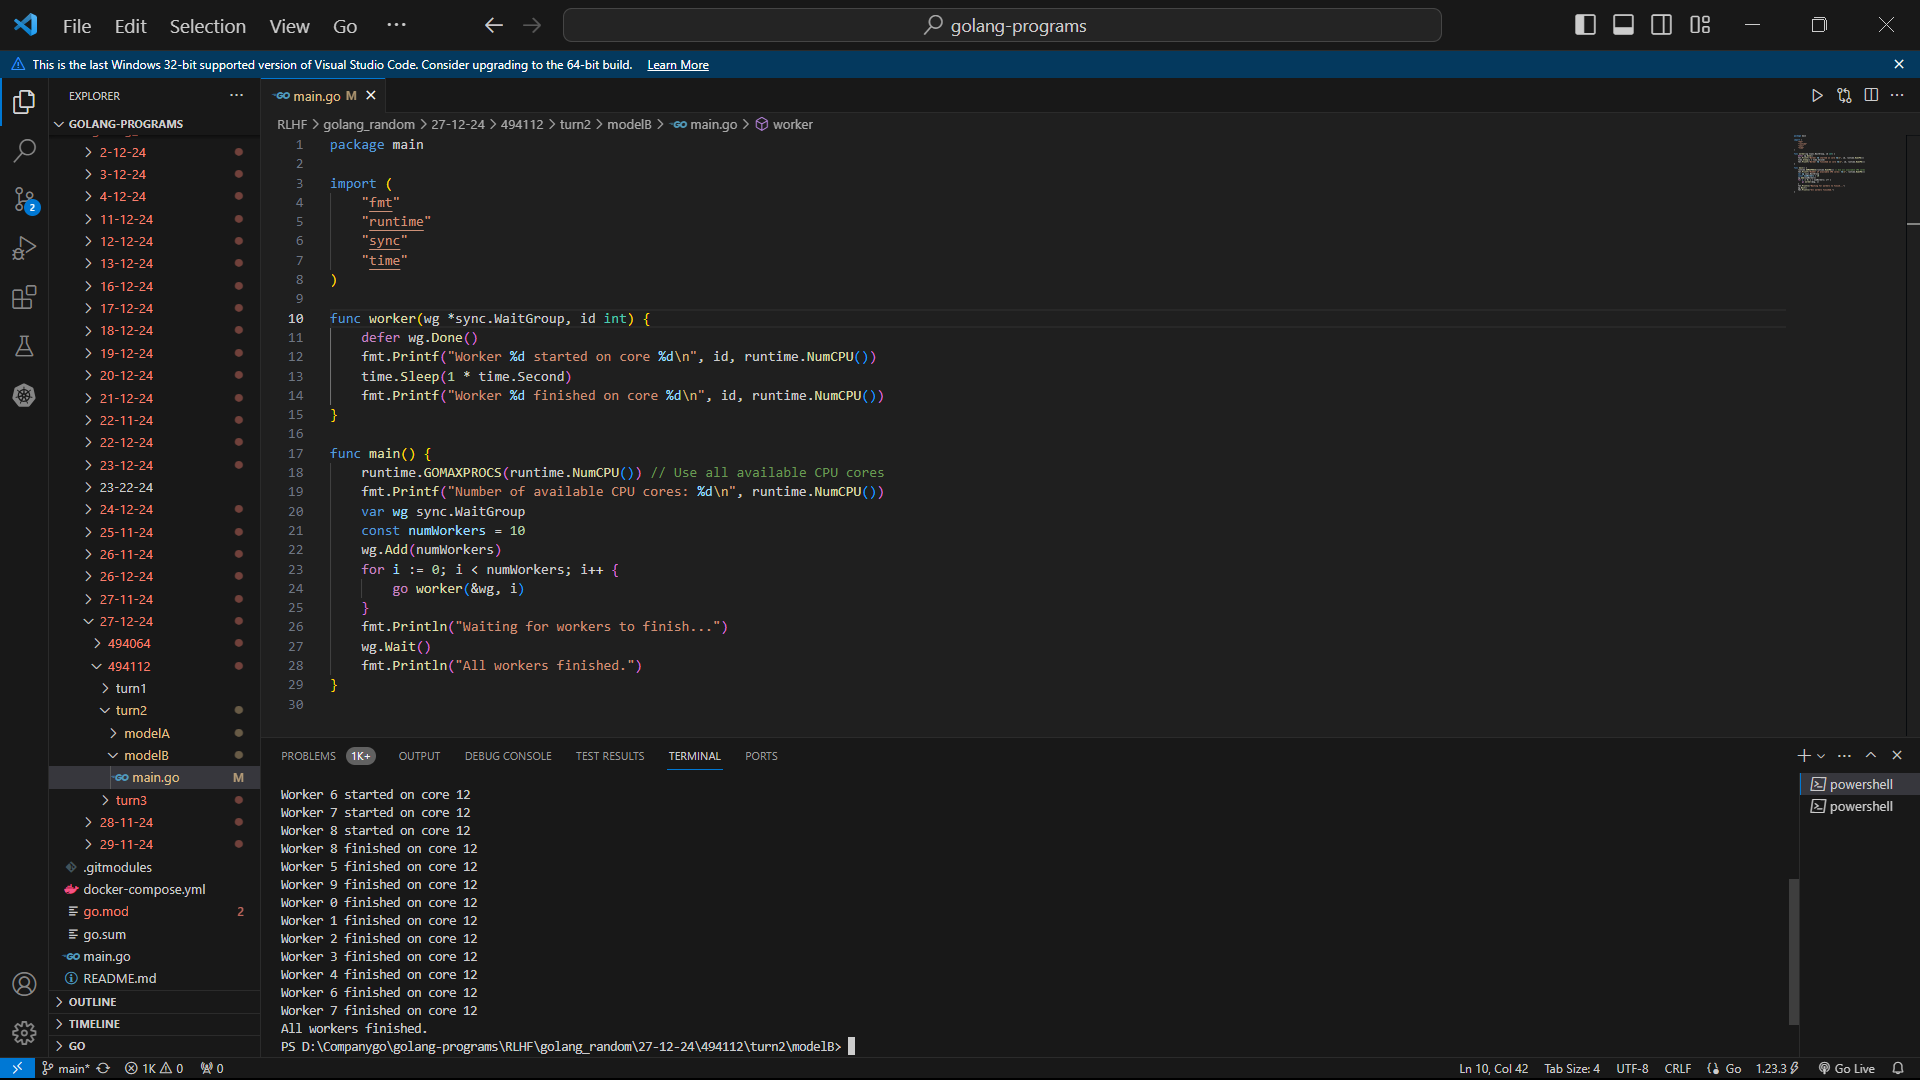 File Edit Selection View Go ··· golang-programs
This is the last Windows 32-bit supported version of Visual Studio Code. Consider upgrading to the 64-bit build. Learn More
EXPLORER
GOLANG-PROGRAMS
2-12-24
3-12-24
4-12-24
11-12-24
12-12-24
13-12-24
16-12-24
17-12-24
18-12-24
19-12-24
20-12-24
21-12-24
22-11-24
22-12-24
23-12-24
23-22-24
24-12-24
25-11-24
26-11-24
26-12-24
27-11-24
27-12-24
494064
494112
turn1
turn2
modelA
modelB
GO main.go M
turn3
28-11-24
29-11-24
.gitmodules
docker-compose.yml
go.mod 2
go.sum
GO main.go
README.md
OUTLINE
TIMELINE
GO
2
GO main.go M
RLHF > golang_random > 27-12-24 > 494112 > turn2 > modelB > GO main.go > worker
1 package main
2
3 import (
4 "fmt"
5 "runtime"
6 "sync"
7 "time"
8 )
9
10 func worker(wg *sync.WaitGroup, id int) {
11 defer wg.Done()
12 fmt.Printf("Worker %d started on core %d\n", id, runtime.NumCPU())
13 time.Sleep(1 * time.Second)
14 fmt.Printf("Worker %d finished on core %d\n", id, runtime.NumCPU())
15 }
16
17 func main() {
18 runtime.GOMAXPROCS(runtime.NumCPU()) // Use all available CPU cores
19 fmt.Printf("Number of available CPU cores: %d\n", runtime.NumCPU())
20 var wg sync.WaitGroup
21 const numWorkers = 10
22 wg.Add(numWorkers)
23 for i := 0; i < numWorkers; i++ {
24 go worker(&wg, i)
25 }
26 fmt.Println("Waiting for workers to finish...")
27 wg.Wait()
28 fmt.Println("All workers finished.")
29 }
30
PROBLEMS 1K+ OUTPUT DEBUG CONSOLE TEST RESULTS TERMINAL PORTS
Worker 6 started on core 12
Worker 7 started on core 12
Worker 8 started on core 12
Worker 8 finished on core 12
Worker 5 finished on core 12
Worker 9 finished on core 12
Worker 0 finished on core 12
Worker 1 finished on core 12
Worker 2 finished on core 12
Worker 3 finished on core 12
Worker 4 finished on core 12
Worker 6 finished on core 12
Worker 7 finished on core 12
All workers finished.
PS D:\Companygo\golang-programs\RLHF\golang_random\27-12-24\494112\turn2\modelB>
powershell
powershell
main* 1K 0 0 Ln 10, Col 42 Tab Size: 4 UTF-8 CRLF Go 1.23.3 Go Live